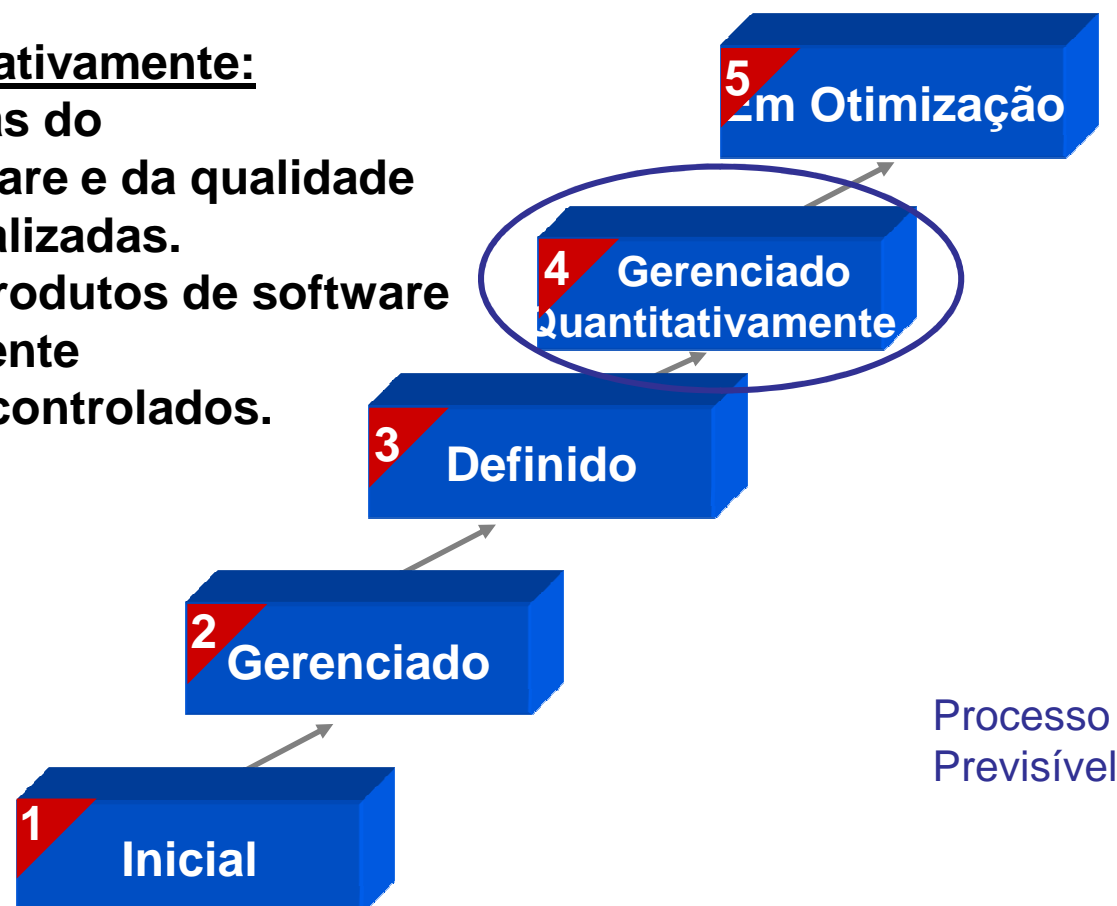 ativamente:
as do
are e da qualidade
alizadas.
rodutos de software
ente
controlados.
5
Em Otimização
4
Gerenciado
Quantitativamente
3
Definido
2
Gerenciado
Processo
Previsível
1
Inicial